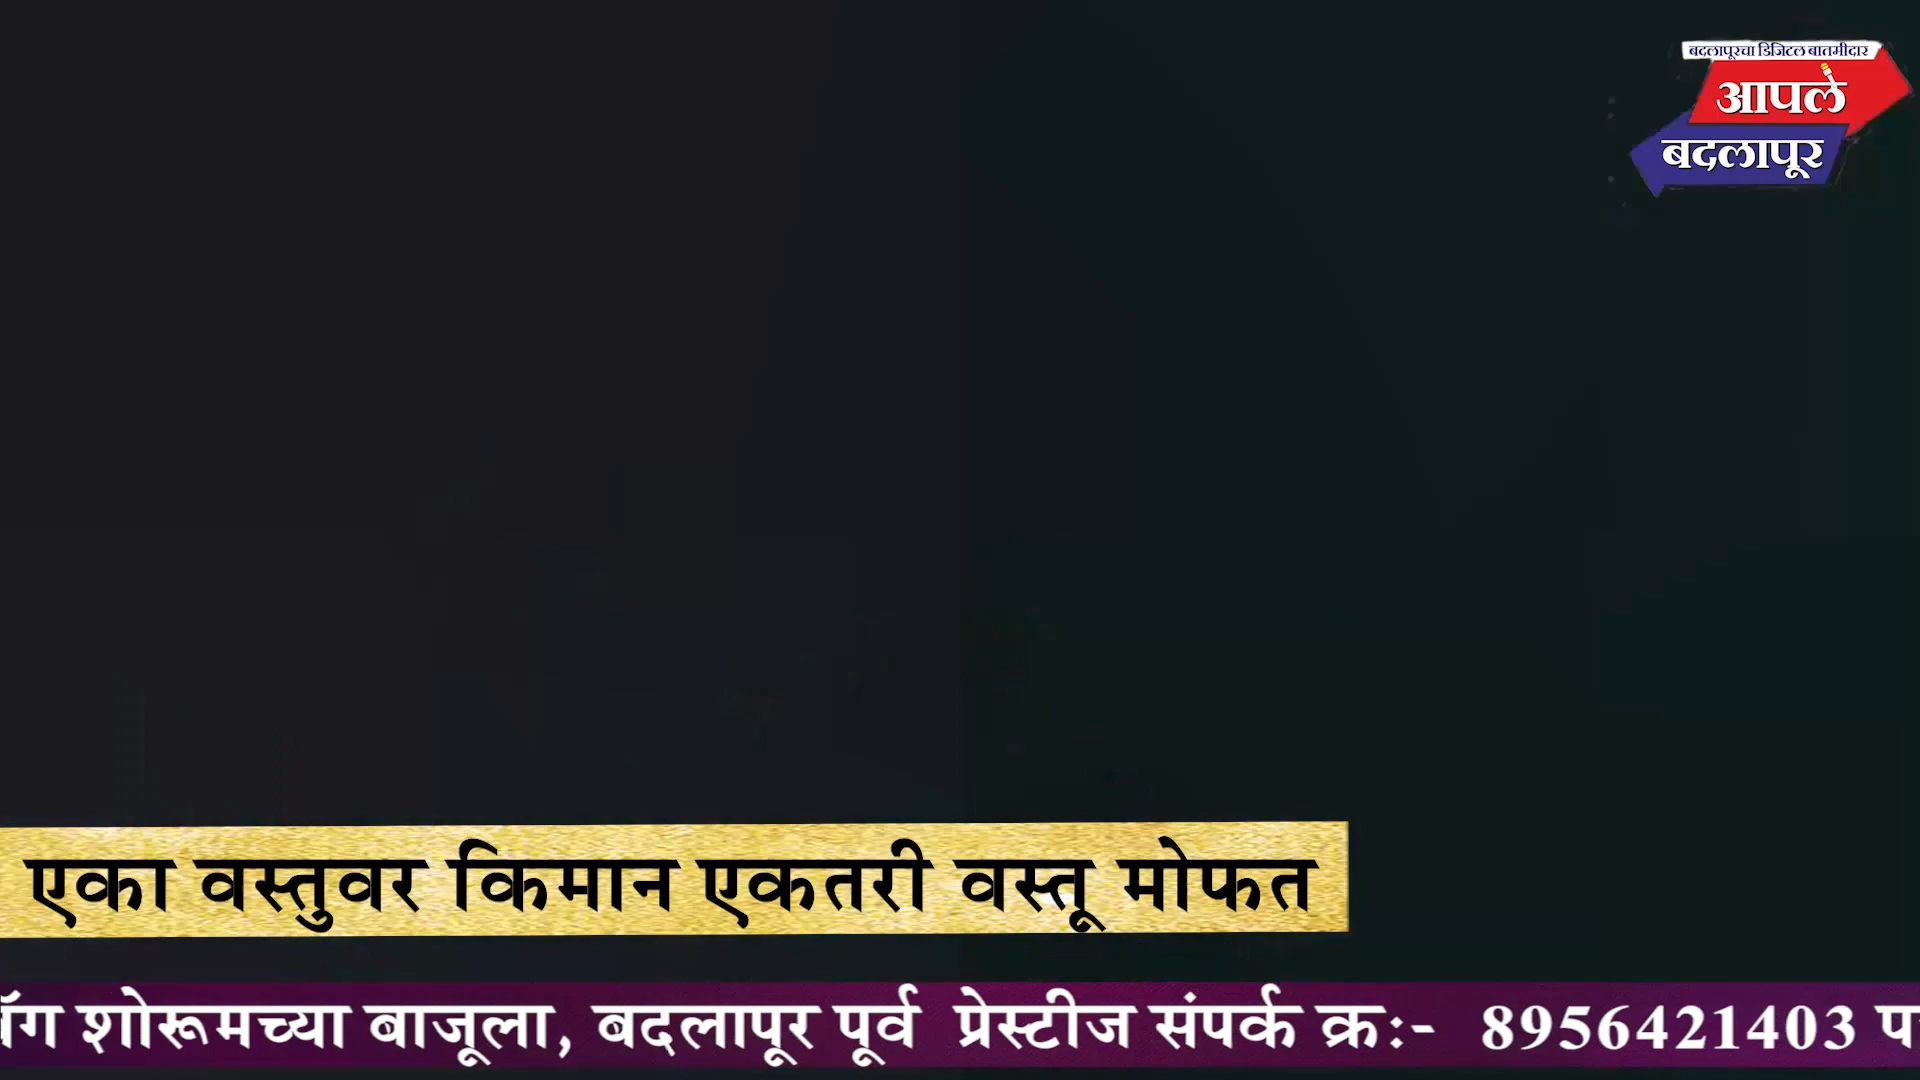 बदलापूरचा डिजिटल बातमीदार
आपले
बदलापूर
एका वस्तुवर किमान एकतरी वस्तू मोफत
शोरूमच्या बाजूला, बदलापूर पूर्व प्रेस्टीज संपर्क क्र:- 8956421403